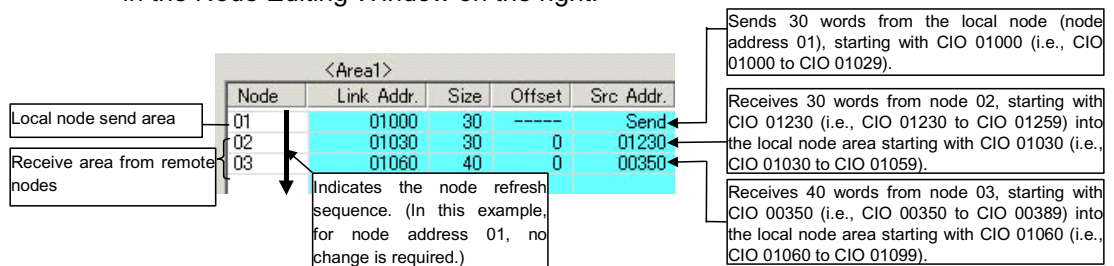 in the Node Editing Window on the right.
Sends 30 words from the local node (node
address 01), starting with CIO 01000 (i.e., CIO
01000 to CIO 01029).
<Area1>
Node Link Addr. Size Offset Src Addr.
01 01000 30 ----- Send
02 01030 30 0 01230
03 01060 40 0 00350
Local node send area
Receive area from remote
nodes
Indicates the node refresh
sequence. (In this example,
for node address 01, no
change is required.)
Receives 30 words from node 02, starting with
CIO 01230 (i.e., CIO 01230 to CIO 01259) into
the local node area starting with CIO 01030 (i.e.,
CIO 01030 to CIO 01059).
Receives 40 words from node 03, starting with
CIO 00350 (i.e., CIO 00350 to CIO 00389) into
the local node area starting with CIO 01060 (i.e.,
CIO 01060 to CIO 01099).